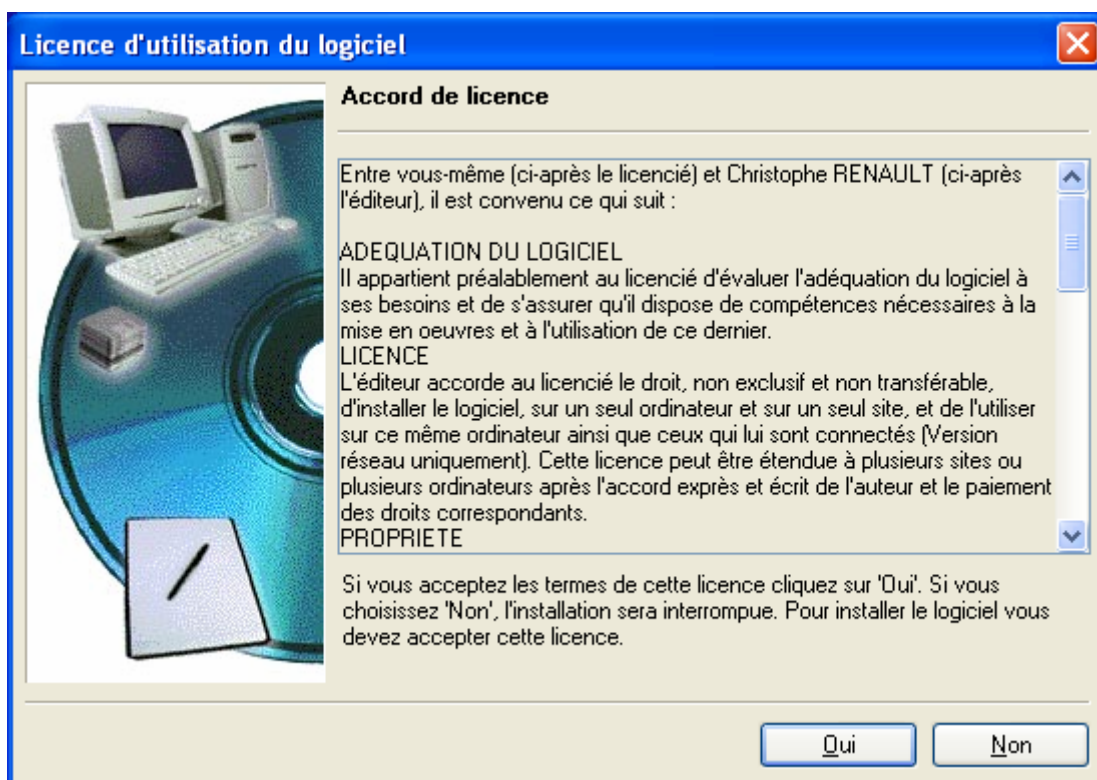 Licence d'utilisation du logiciel
Accord de licence
Entre vous-même (ci-après le licencié) et Christophe RENAULT (ci-après
l'éditeur), il est convenu ce qui suit :
ADEQUATION DU LOGICIEL
Il appartient préalablement au licencié d'évaluer l'adéquation du logiciel à
ses besoins et de s'assurer qu'il dispose de compétences nécessaires à la
mise en oeuvres et à l'utilisation de ce dernier.
LICENCE
L'éditeur accorde au licencié le droit, non exclusif et non transférable,
d'installer le logiciel, sur un seul ordinateur et sur un seul site, et de l'utiliser
sur ce même ordinateur ainsi que ceux qui lui sont connectés (Version
réseau uniquement). Cette licence peut être étendue à plusieurs sites ou
plusieurs ordinateurs après l'accord exprès et écrit de l'auteur et le paiement
des droits correspondants.
PROPRIETE
Si vous acceptez les termes de cette licence cliquez sur 'Oui'. Si vous
choisissez 'Non', l'installation sera interrompue. Pour installer le logiciel vous
devez accepter cette licence.
Oui
Non